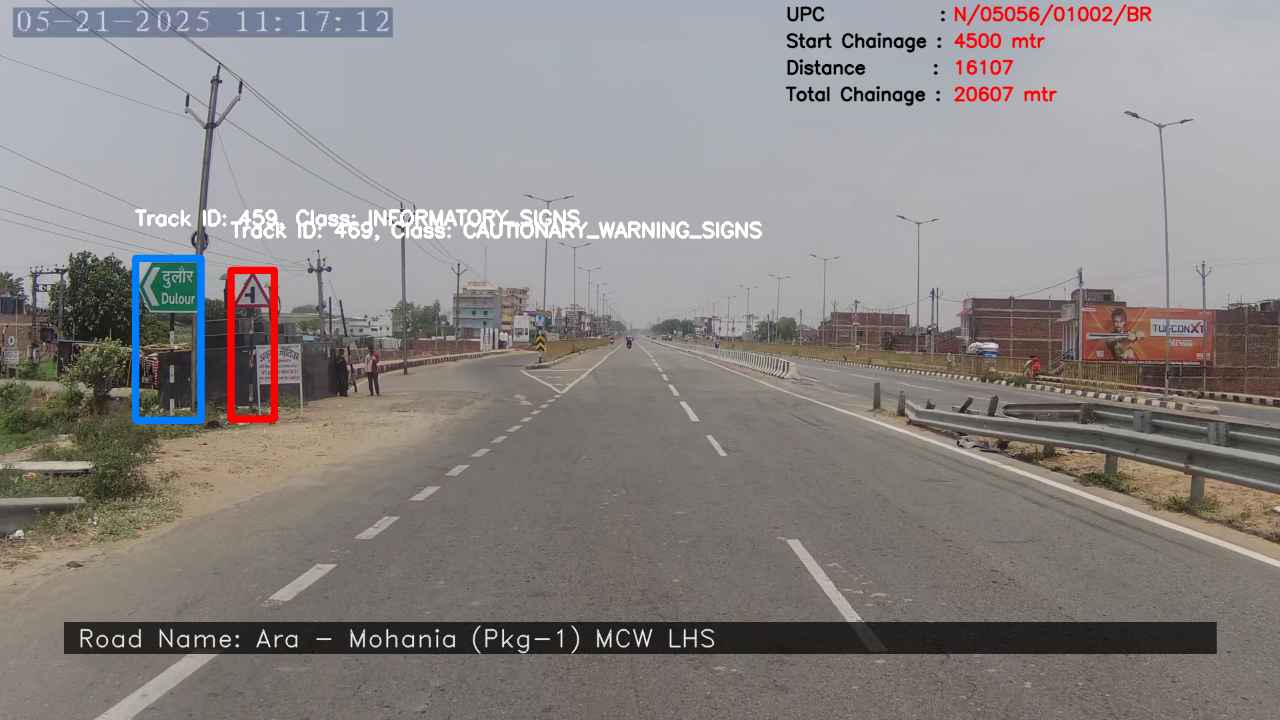 05-21-2025 11:17:12
UPC : N/05056/01002/BR
Start Chainage : 4500 mtr
Distance : 16107
Total Chainage : 20607 mtr
Track ID: 459, Class: INFORMATORY_SIGNS
Track ID: 469, Class: CAUTIONARY_WARNING_SIGNS
दुलौर
Dulour
Road Name: Ara - Mohania (Pkg-1) MCW LHS